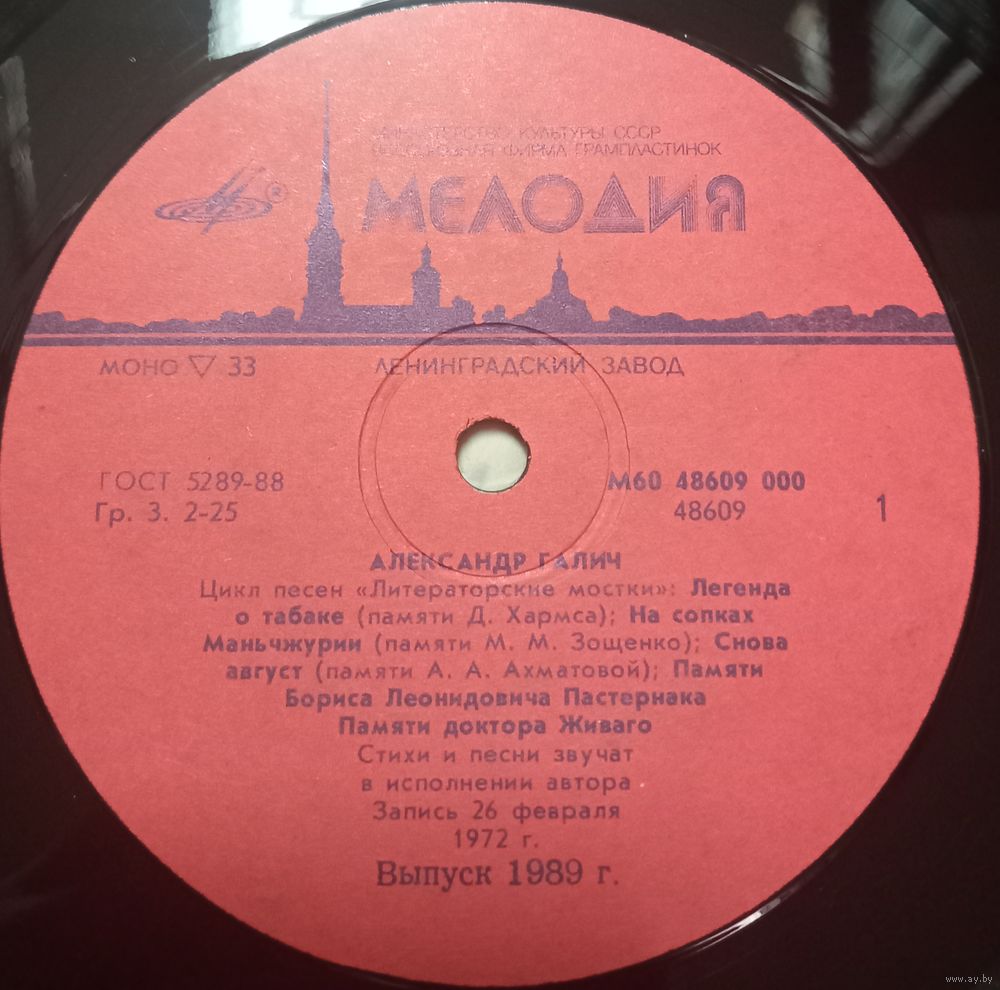 МИНИСТЕРСТВО КУЛЬТУРЫ СССР
ВСЕСОЮЗНАЯ ФИРМА ГРАМПЛАСТИНОК
МЕЛОДИЯ
МОНО ▽ 33 ЛЕНИНГРАДСКИЙ ЗАВОД
ГОСТ 5289-88 М60 48609 000
Гр. 3. 2-25 48609 1
АЛЕКСАНДР ГАЛИЧ
Цикл песен «Литераторские мостки»: Легенда
о табаке (памяти Д. Хармса); На сопках
Маньчжурии (памяти М. М. Зощенко); Снова
август (памяти А. А. Ахматовой); Памяти
Бориса Леонидовича Пастернака
Памяти доктора Живаго
Стихи и песни звучат
в исполнении автора
Запись 26 февраля
1972 г.
Выпуск 1989 г.
www.ay.by